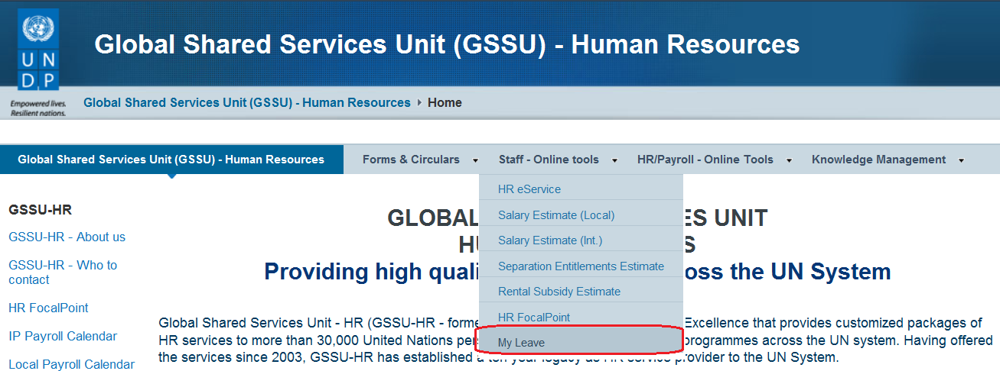 UN
DP
Empowered lives.
Resilient nations.
Global Shared Services Unit (GSSU) - Human Resources
Global Shared Services Unit (GSSU) - Human Resources Home
Global Shared Services Unit (GSSU) - Human Resources Forms & Circulars Staff - Online tools HR/Payroll - Online Tools Knowledge Management
HR eService
Salary Estimate (Local)
Salary Estimate (Int.)
Separation Entitlements Estimate
Rental Subsidy Estimate
HR FocalPoint
My Leave
GSSU-HR
GSSU-HR - About us
GSSU-HR - Who to
contact
HR FocalPoint
IP Payroll Calendar
Local Payroll Calendar
GLOBAL ES UNIT
Providing high quali oss the UN System
Global Shared Services Unit - HR (GSSU-HR - forme Excellence that provides customized packages of
HR services to more than 30,000 United Nations per programmes across the UN system. Having offered
the services since 2003, GSSU-HR has established a ten-year legacy as HR service provider to the UN System.